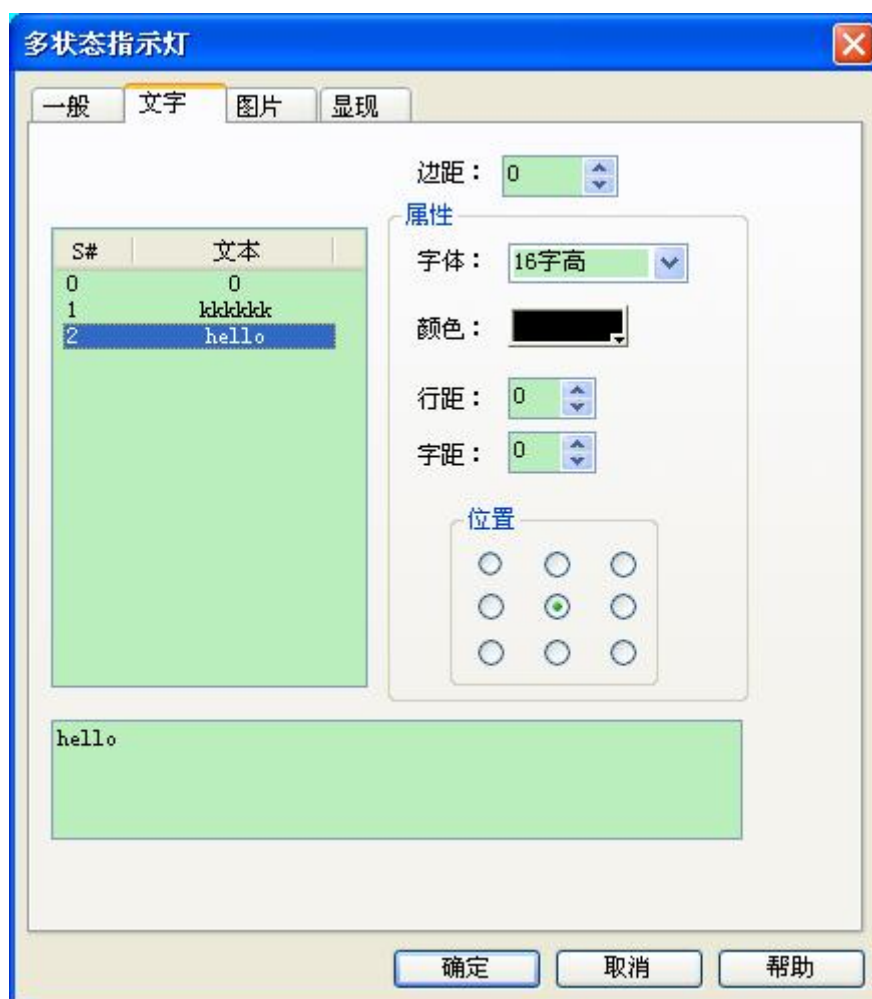 多状态指示灯
一般 文字 图片 显现
边距： 0
属性
S# 文本
0 0
1 kkkkkk
2 hello
字体： 16字高
颜色：
行距： 0
字距： 0
位置
hello
确定 取消 帮助